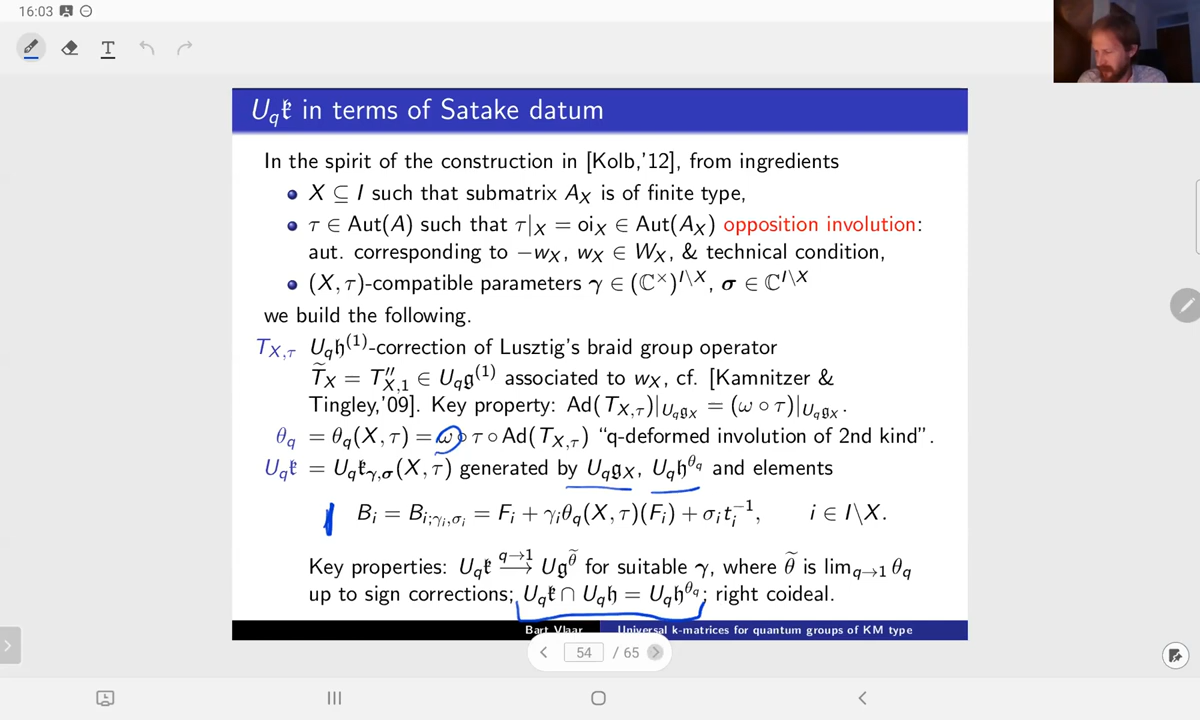 16:03
T
U_q𝔨 in terms of Satake datum
In the spirit of the construction in [Kolb,'12], from ingredients
• X ⊆ I such that submatrix A_X is of finite type,
• τ ∈ Aut(A) such that τ|_X = oi_X ∈ Aut(A_X) opposition involution:
aut. corresponding to −w_X, w_X ∈ W_X, & technical condition,
• (X, τ)-compatible parameters γ ∈ (ℂ^×)^{I\X}, σ ∈ ℂ^{I\X}
we build the following.
T_{X,τ} U_q𝔥^{(1)}-correction of Lusztig's braid group operator
T̃_X = T''_{X,1} ∈ U_q𝔤^{(1)} associated to w_X, cf. [Kamnitzer &
Tingley,'09]. Key property: Ad(T_{X,τ})|_{U_q𝔤_X} = (ω ∘ τ)|_{U_q𝔤_X}.
θ_q = θ_q(X, τ) = ω ∘ τ ∘ Ad(T_{X,τ}) “q-deformed involution of 2nd kind”.
U_q𝔨 = U_q𝔨_{γ,σ}(X, τ) generated by U_q𝔤_X, U_q𝔥^{θ_q} and elements
B_i = B_{i;γ_i,σ_i} = F_i + γ_iθ_q(X, τ)(F_i) + σ_it_i^{−1}, i ∈ I\X.
Key properties: U_q𝔨 \xrightarrow{q→1} U𝔤^{θ̃} for suitable γ, where θ̃ is lim_{q→1} θ_q
up to sign corrections; U_q𝔨 ∩ U_q𝔥 = U_q𝔥^{θ_q}; right coideal.
Bart Vlaar Universal k-matrices for quantum groups of KM type
54 / 65